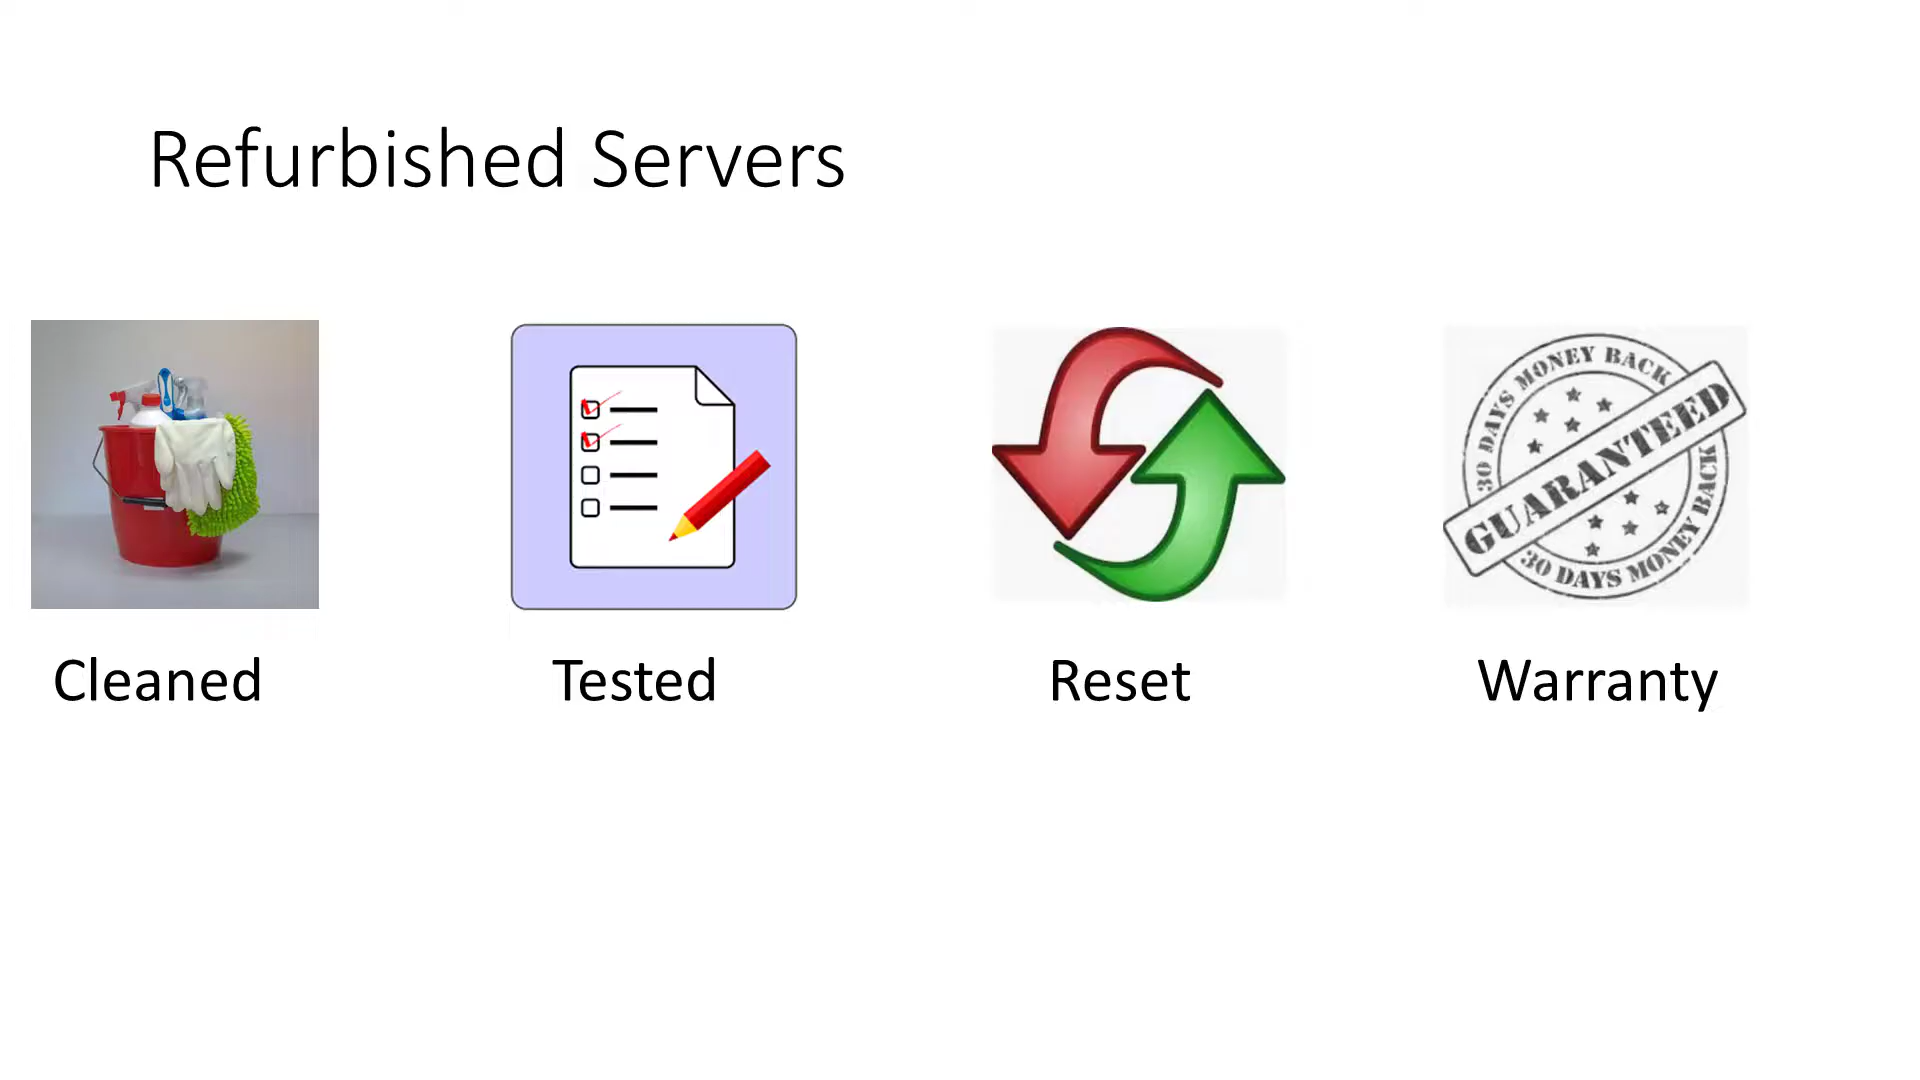 Refurbished Servers
30 DAYS MONEY BACK
GUARANTEED
30 DAYS MONEY BACK
Cleaned
Tested
Reset
Warranty